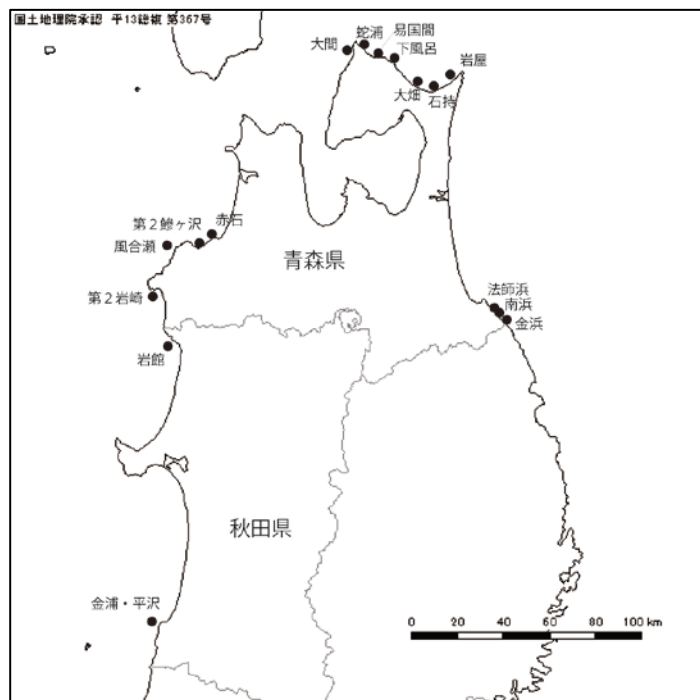 国土地理院承認　平13総複 第367号
蛇浦
易国間
大間
下風呂
岩屋
大畑
石持
赤石
第２鰺ヶ沢
風合瀬
青森県
第２岩崎
法師浜
南浜
金浜
岩館
秋田県
金浦・平沢
0 20 40 60 80 100 km